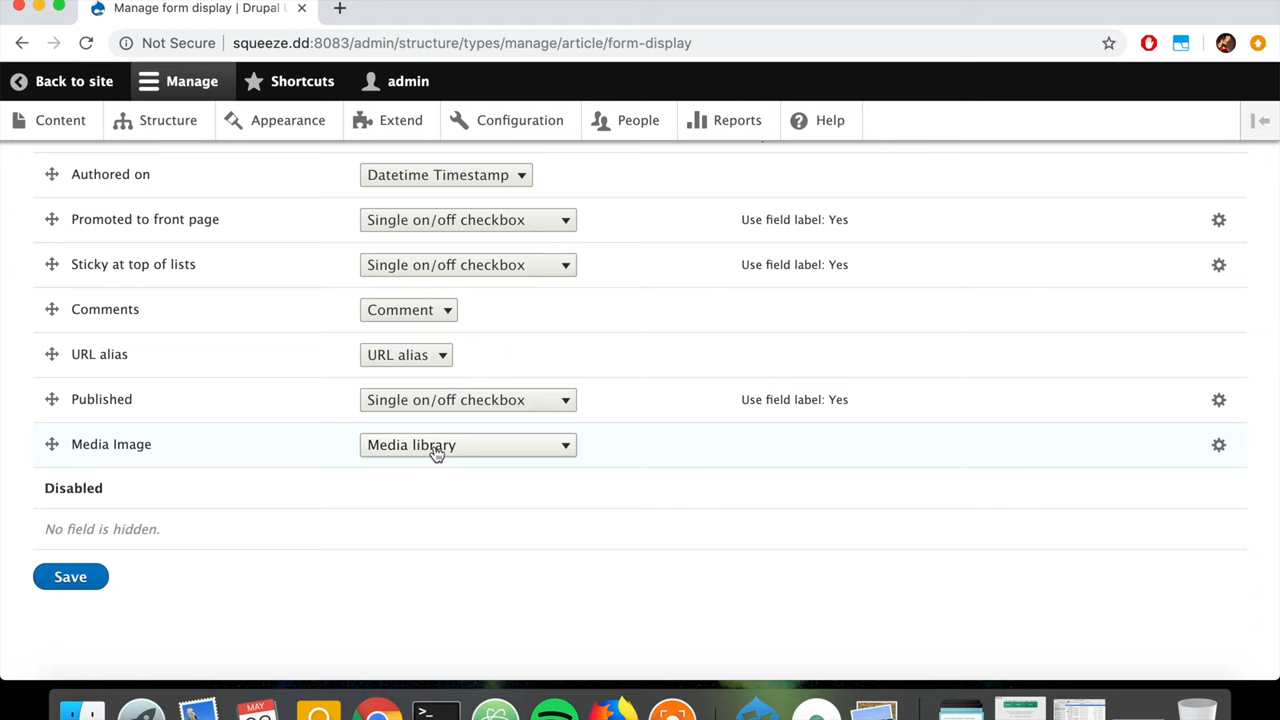 Manage form display | Drupal
Not Secure squeeze.dd:8083/admin/structure/types/manage/article/form-display
Back to site Manage Shortcuts admin
Content Structure Appearance Extend Configuration People Reports Help
Authored on Datetime Timestamp
Promoted to front page Single on/off checkbox Use field label: Yes
Sticky at top of lists Single on/off checkbox Use field label: Yes
Comments Comment
URL alias URL alias
Published Single on/off checkbox Use field label: Yes
Media Image Media library
Disabled
No field is hidden.
Save
MAY